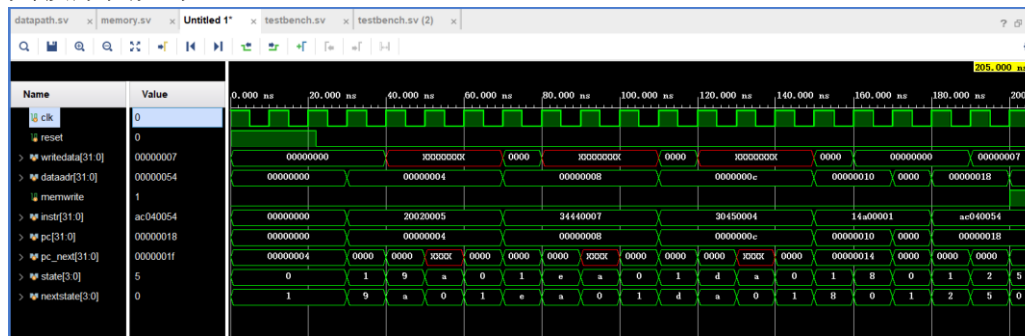 datapath.sv x memory.sv x Untitled 1* x testbench.sv x testbench.sv (2) x
205.000 ns
Name Value 0.000 ns 20.000 ns 40.000 ns 60.000 ns 80.000 ns 100.000 ns 120.000 ns 140.000 ns 160.000 ns 180.000 ns 200
clk 0
reset 0
writedata[31:0] 00000007 00000000 XXXXXXXX 0000 XXXXXXXX 0000 XXXXXXXX 0000 00000000 00000007
dataadr[31:0] 00000054 00000000 00000004 00000008 0000000c 00000010 0000 00000018
memwrite 1
instr[31:0] ac040054 00000000 20020005 34440007 30450004 14a00001 ac040054
pc[31:0] 00000018 00000000 00000004 00000008 0000000c 00000010 0000 00000018
pc_next[31:0] 0000001f 00000004 0000 0000 XXXX 0000 0000 0000 XXXX 0000 0000 0000 XXXX 0000 00000014 0000 0000 0000
state[3:0] 5 0 1 9 a 0 1 e a 0 1 d a 0 1 8 0 1 2 5
nextstate[3:0] 0 1 9 a 0 1 e a 0 1 d a 0 1 8 0 1 2 5 0